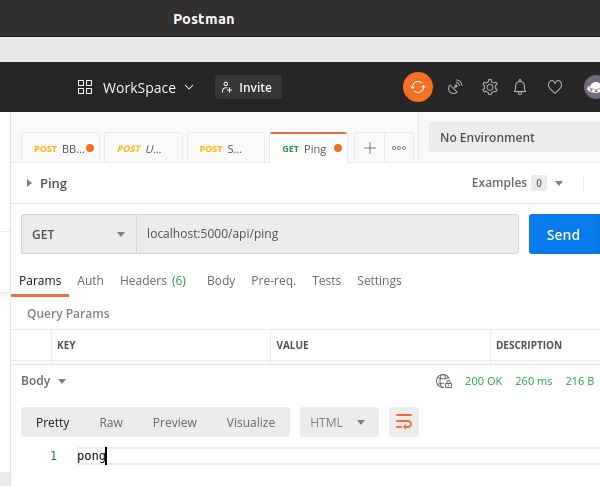 Postman
WorkSpace Invite
POST BB... POST U... POST S... GET Ping No Environment
Ping Examples 0
GET localhost:5000/api/ping Send
Params Auth Headers (6) Body Pre-req. Tests Settings
Query Params
KEY VALUE DESCRIPTION
Body 200 OK 260 ms 216 B
Pretty Raw Preview Visualize HTML
1 pong